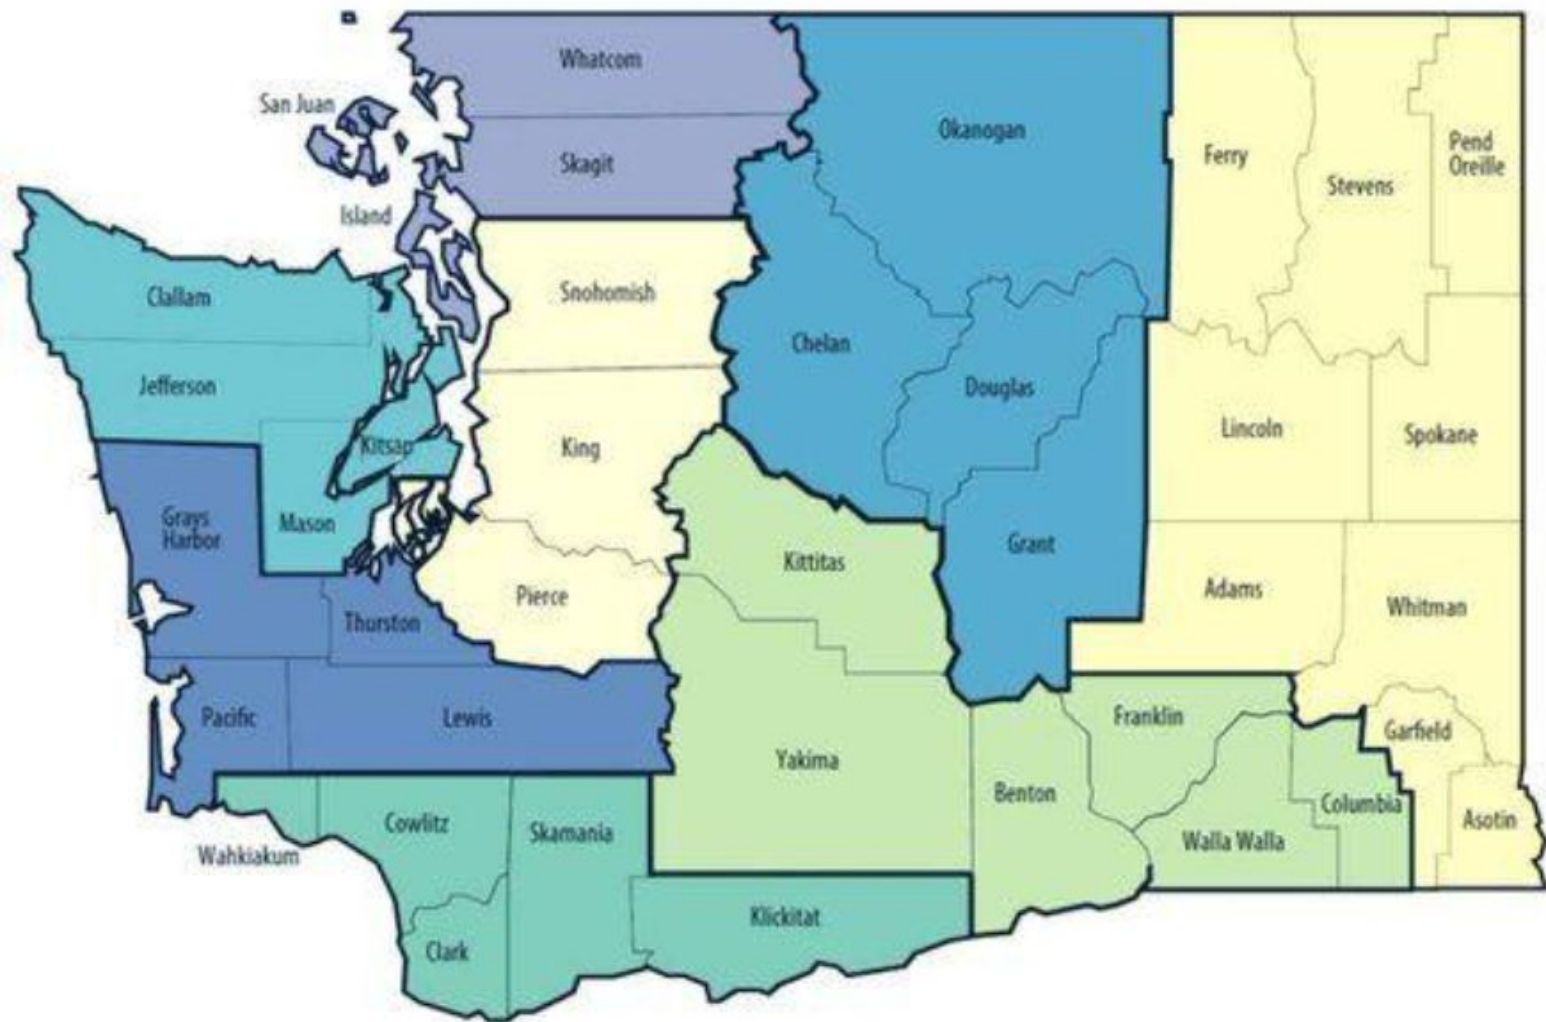 Whatcom
San Juan
Okanogan
Ferry
Pend
Oreille
Skagit
Stevens
Island
Snohomish
Clallam
Chelan
Jefferson
Douglas
Lincoln
Spokane
King
Kitsap
Grays
Harbor
Mason
Grant
Kittitas
Adams
Pierce
Whitman
Thurston
Pacific
Lewis
Franklin
Garfield
Yakima
Benton
Columbia
Asotin
Cowlitz
Skamania
Walla Walla
Wahkiakum
Klickitat
Clark